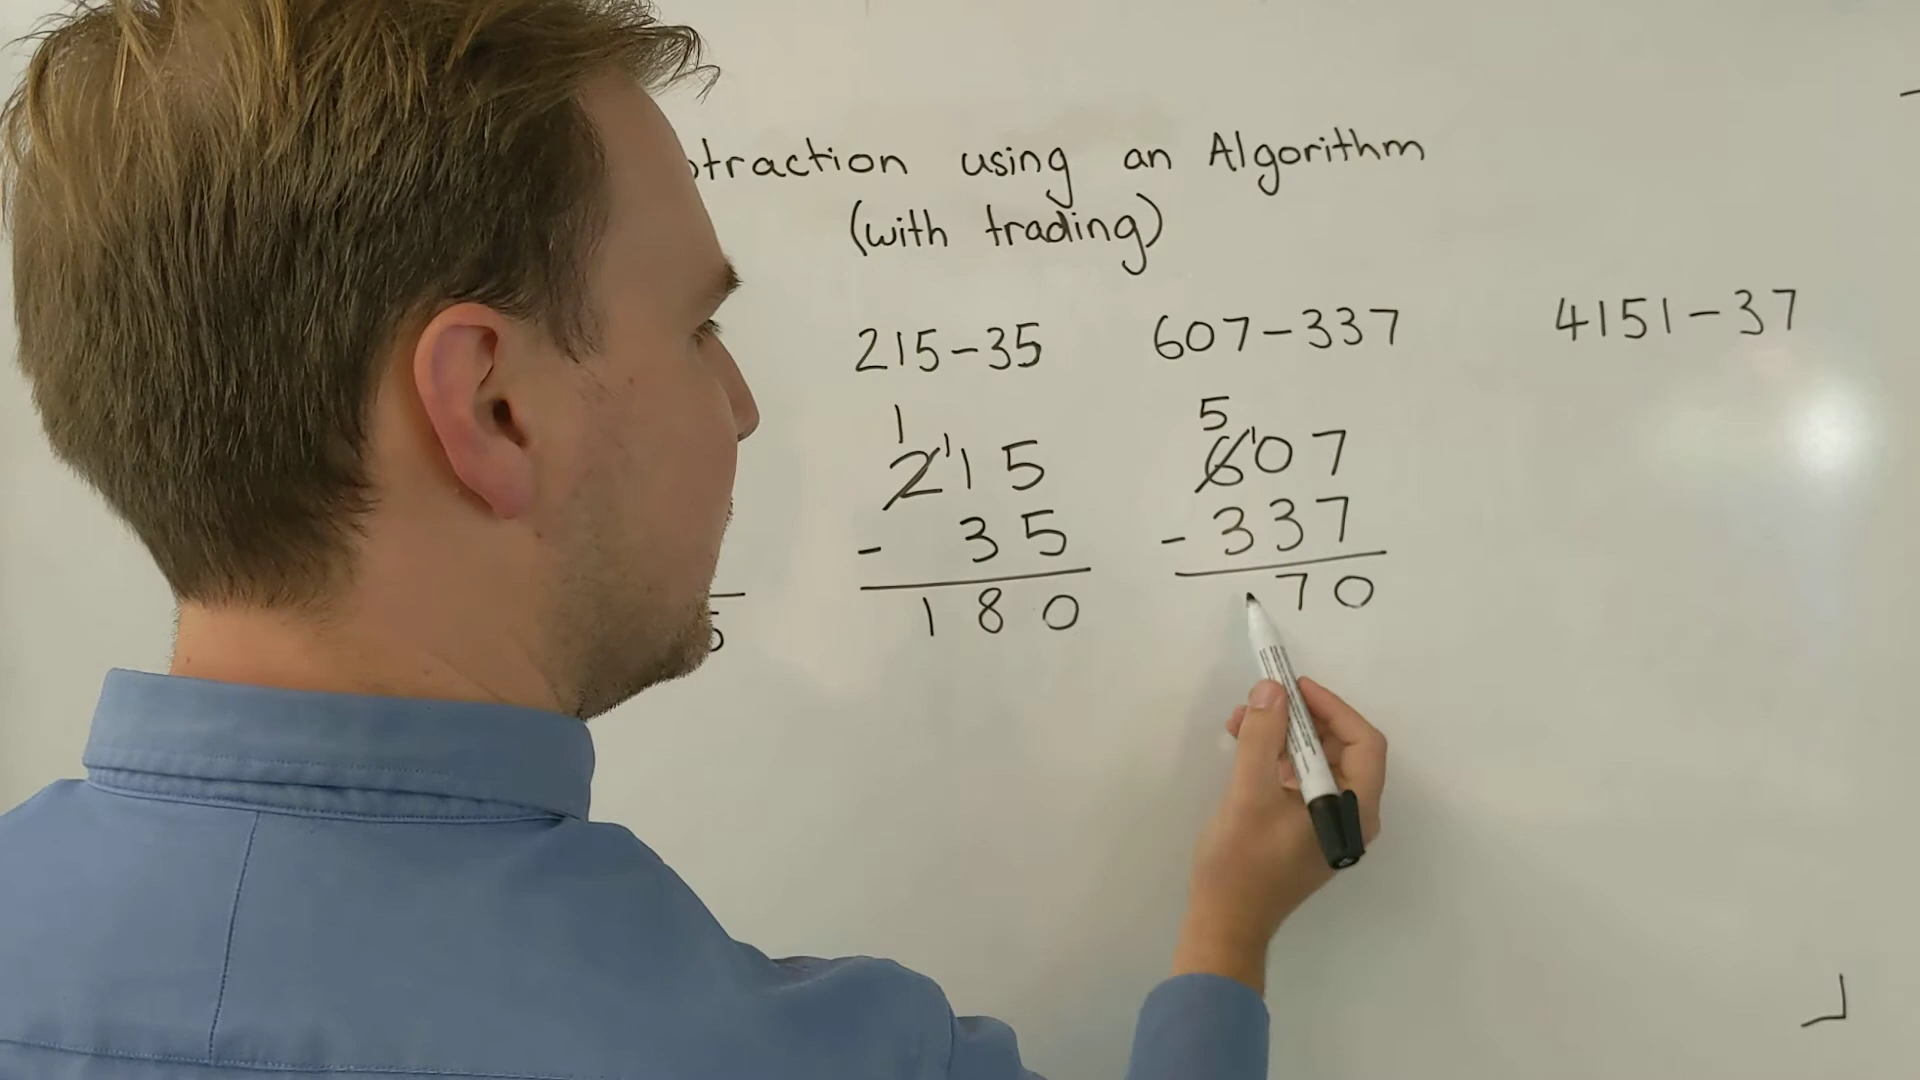 traction using an Algorithm
(with trading)
215-35 607-337 4151-37
1 5
2'15 6'07
- 35 - 337
5 180 70